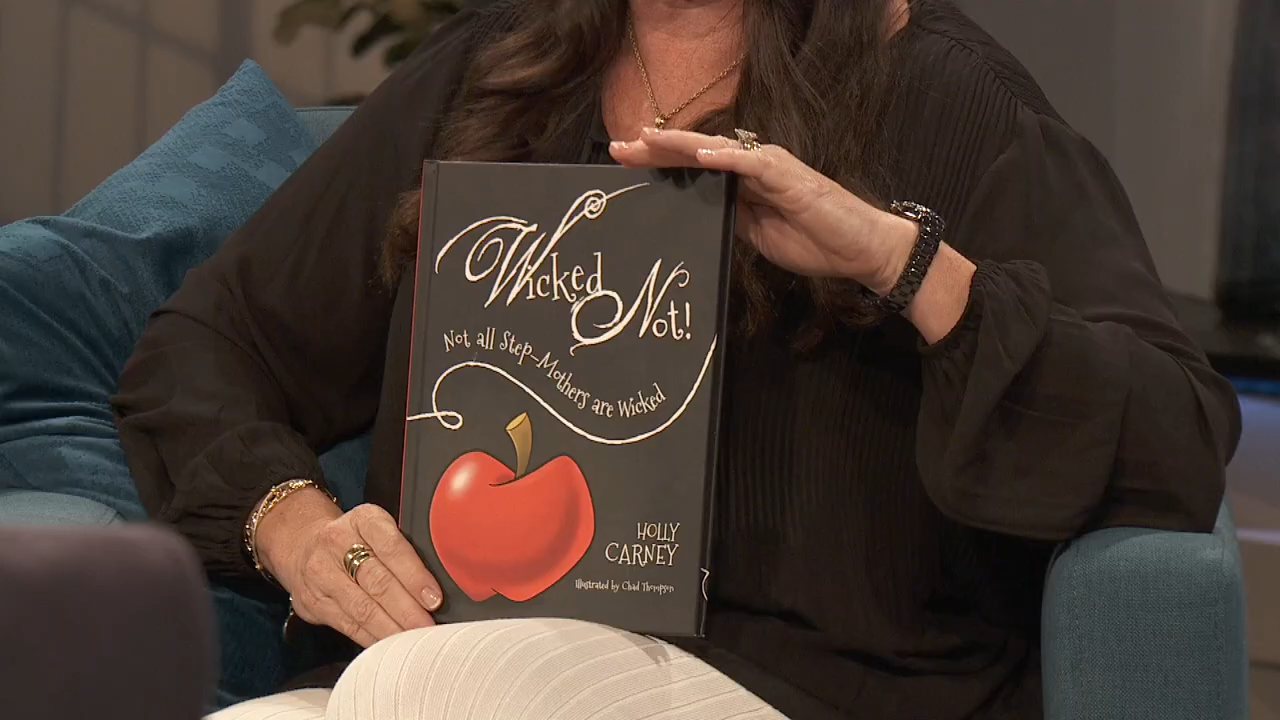 Wicked
Not!
Not all Step-Mothers are Wicked
HOLLY
CARNEY
Illustrated by Chad Thompson